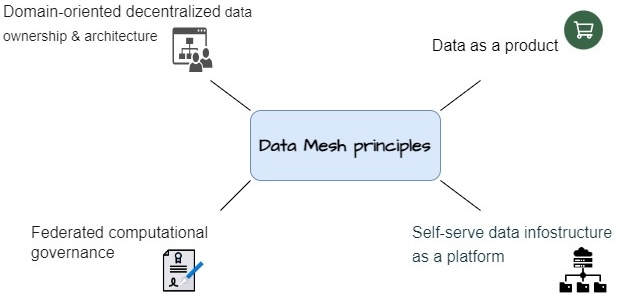 Domain-oriented decentralized data
ownership & architecture
Data as a product
Data Mesh principles
Federated computational
governance
Self-serve data infostructure
as a platform